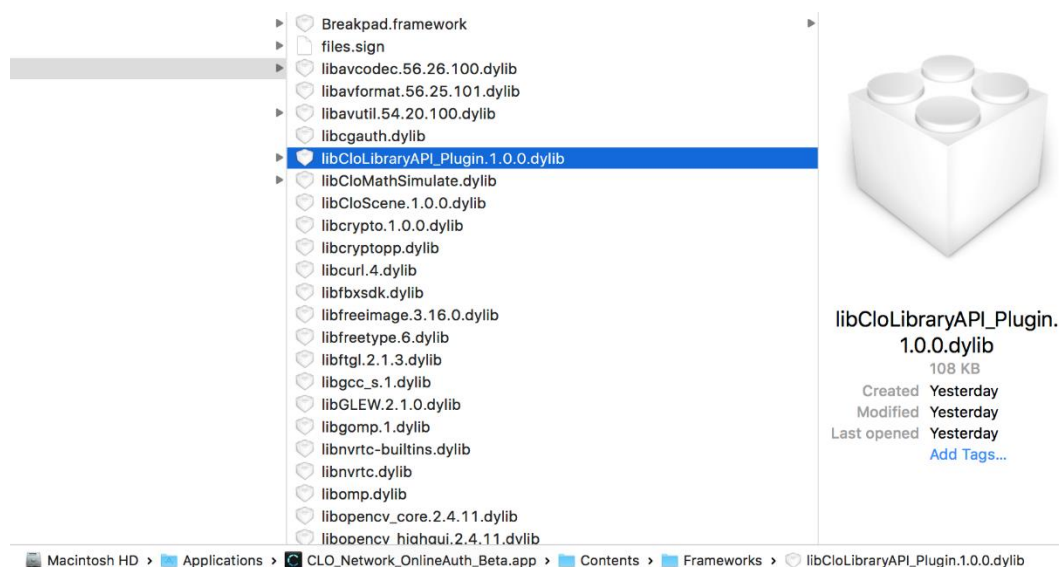 Breakpad.framework
files.sign
libavcodec.56.26.100.dylib
libavformat.56.25.101.dylib
libavutil.54.20.100.dylib
libcgauth.dylib
libCloLibraryAPI_Plugin.1.0.0.dylib
libCloMathSimulate.dylib
libCloScene.1.0.0.dylib
libcrypto.1.0.0.dylib
libcryptopp.dylib
libcurl.4.dylib
libfbxsdk.dylib
libfreeimage.3.16.0.dylib
libfreetype.6.dylib
libftgl.2.1.3.dylib
libgcc_s.1.dylib
libGLEW.2.1.0.dylib
libgomp.1.dylib
libnvrtc-builtins.dylib
libnvrtc.dylib
libomp.dylib
libopencv_core.2.4.11.dylib
libopencv_highgui.2.4.11.dylib
libCloLibraryAPI_Plugin.
1.0.0.dylib
108 KB
Created Yesterday
Modified Yesterday
Last opened Yesterday
Add Tags...
Macintosh HD › Applications › CLO_Network_OnlineAuth_Beta.app › Contents › Frameworks › libCloLibraryAPI_Plugin.1.0.0.dylib